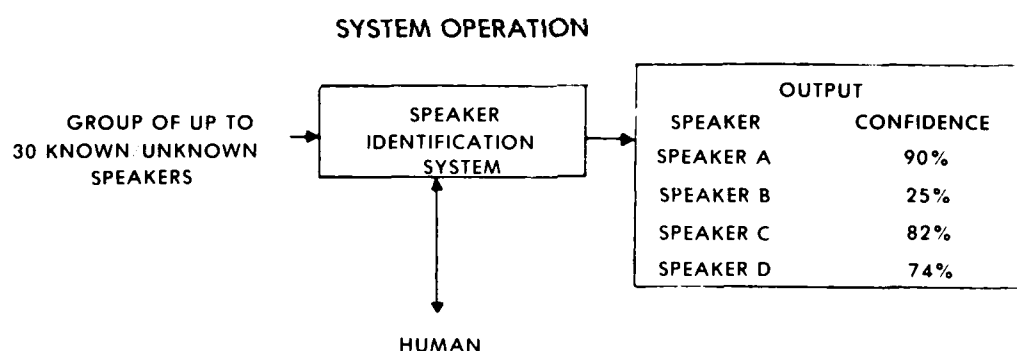 SYSTEM OPERATION
GROUP OF UP TO
30 KNOWN UNKNOWN
SPEAKERS
SPEAKER
IDENTIFICATION
SYSTEM
HUMAN
OUTPUT
SPEAKER CONFIDENCE
SPEAKER A 90%
SPEAKER B 25%
SPEAKER C 82%
SPEAKER D 74%